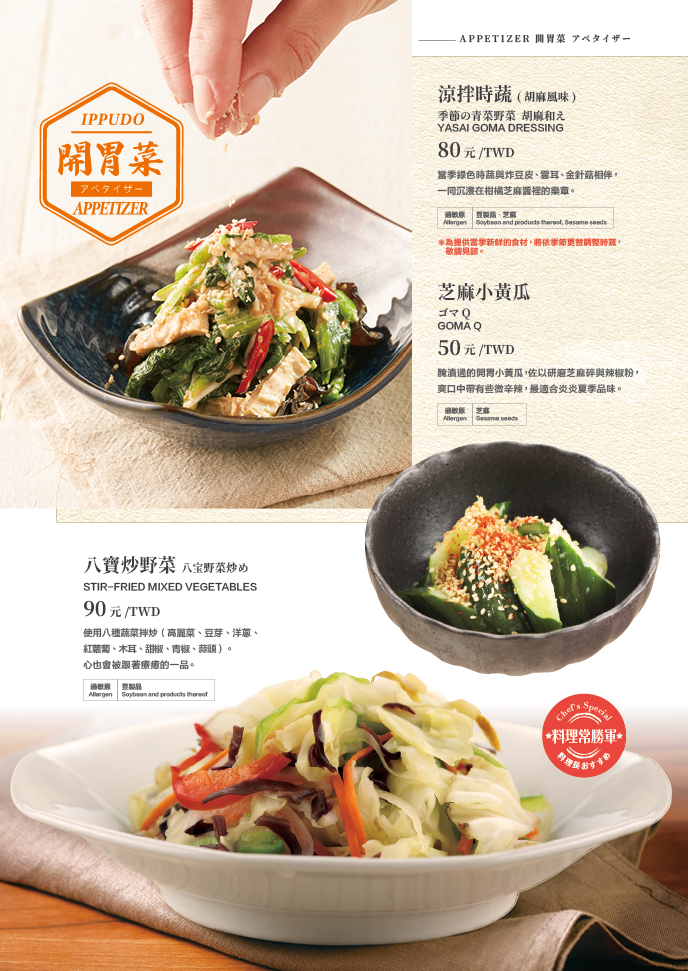 APPETIZER 開胃菜 アペタイザー
IPPUDO
開胃菜
アペタイザー
APPETIZER
涼拌時蔬 ( 胡麻風味 )
季節の青菜野菜 胡麻和え
YASAI GOMA DRESSING
80 元 /TWD
當季綠色時蔬與炸豆皮、雲耳、金針菇相伴，
一同沉浸在柑橘芝麻醬裡的樂章。
過敏原 豆製品、芝麻
Allergen Soybean and products thereof, Sesame seeds
＊為提供當季新鮮的食材，將依季節更替調整時蔬，
敬請見諒。
芝麻小黃瓜
ゴマ Q
GOMA Q
50 元 /TWD
醃漬過的開胃小黃瓜，佐以研磨芝麻碎與辣椒粉，
爽口中帶有些微辛辣，最適合炎炎夏季品味。
過敏原 芝麻
Allergen Sesame seeds
八寶炒野菜 八宝野菜炒め
STIR-FRIED MIXED VEGETABLES
90 元 /TWD
使用八種蔬菜拌炒（高麗菜、豆芽、洋蔥、
紅蘿蔔、木耳、甜椒、青椒、蒜頭）。
心也會被跟著療癒的一品。
過敏原 豆製品
Allergen Soybean and products thereof
Chef's Special
★料理常勝軍★
料理長おすすめ